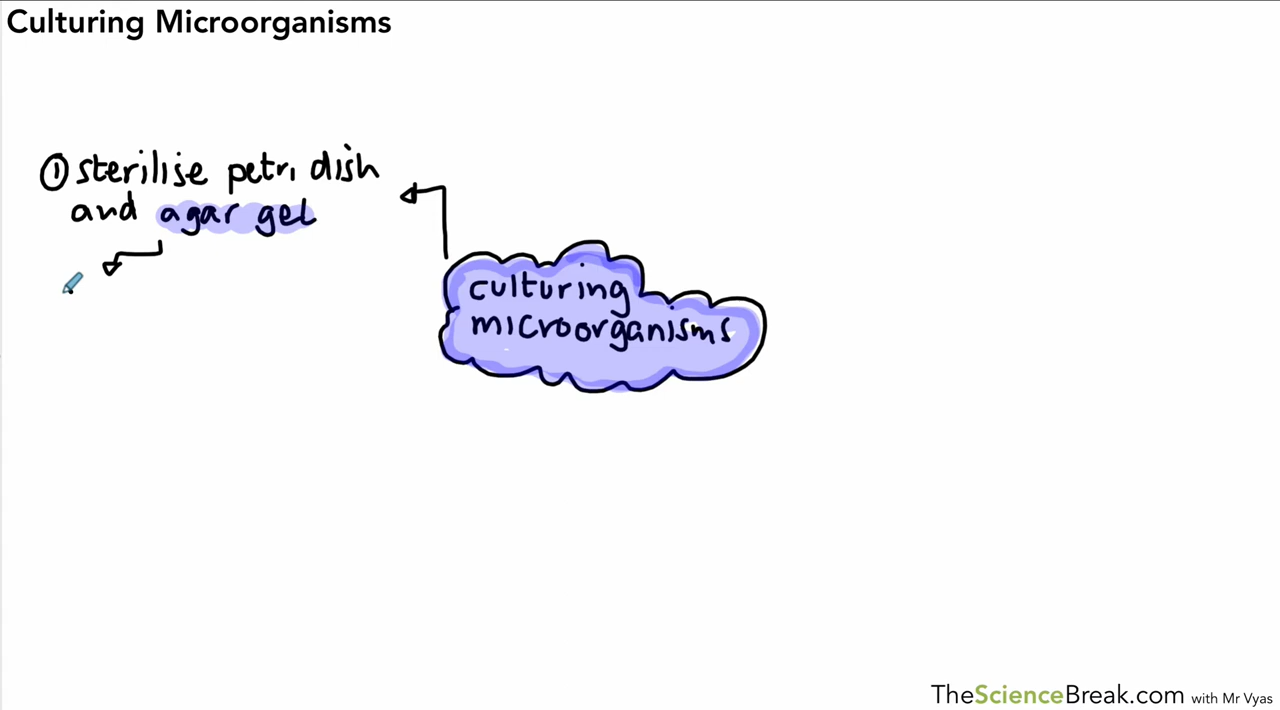 Culturing Microorganisms
① sterilise petri dish
and agar gel
culturing
microorganisms
TheScienceBreak.com with Mr Vyas